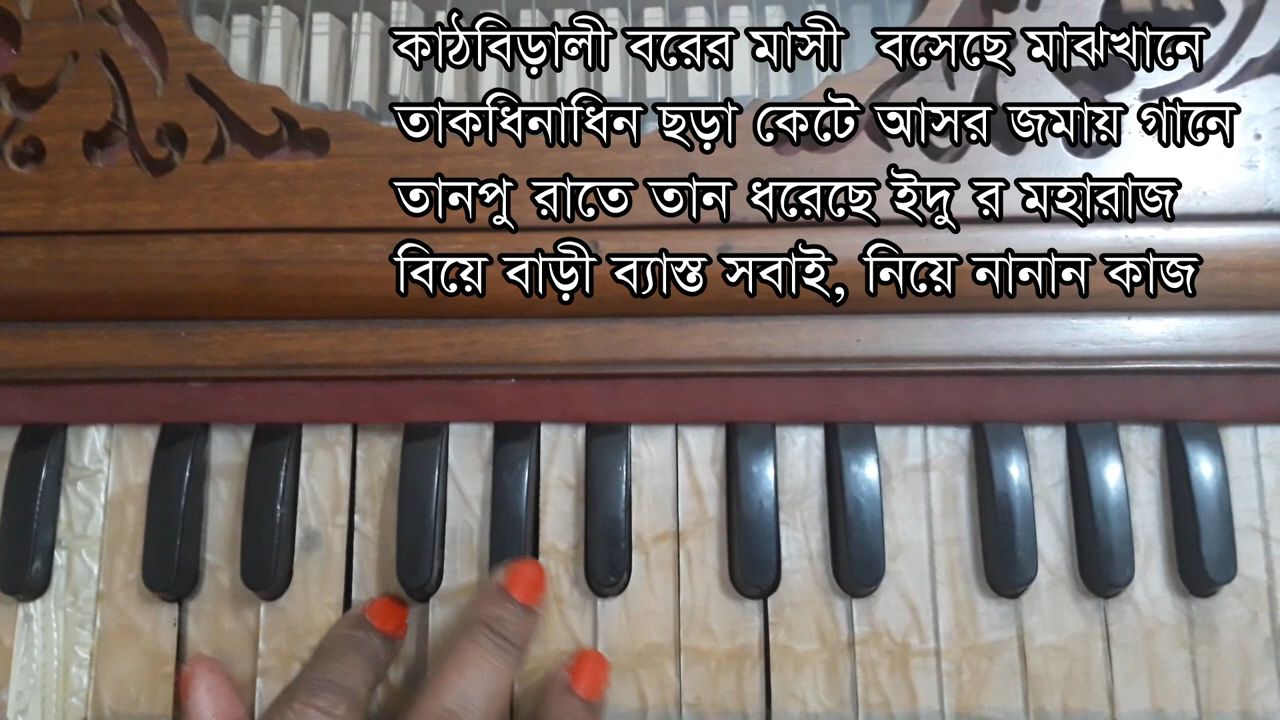 কাঠবিড়ালী বরের মাসী বসেছে মাঝখানে
তাকধিনাধিন ছড়া কেটে আসর জমায় গানে
তানপু রাতে তান ধরেছে ইদু র মহারাজ
বিয়ে বাড়ী ব্যাস্ত সবাই, নিয়ে নানান কাজ